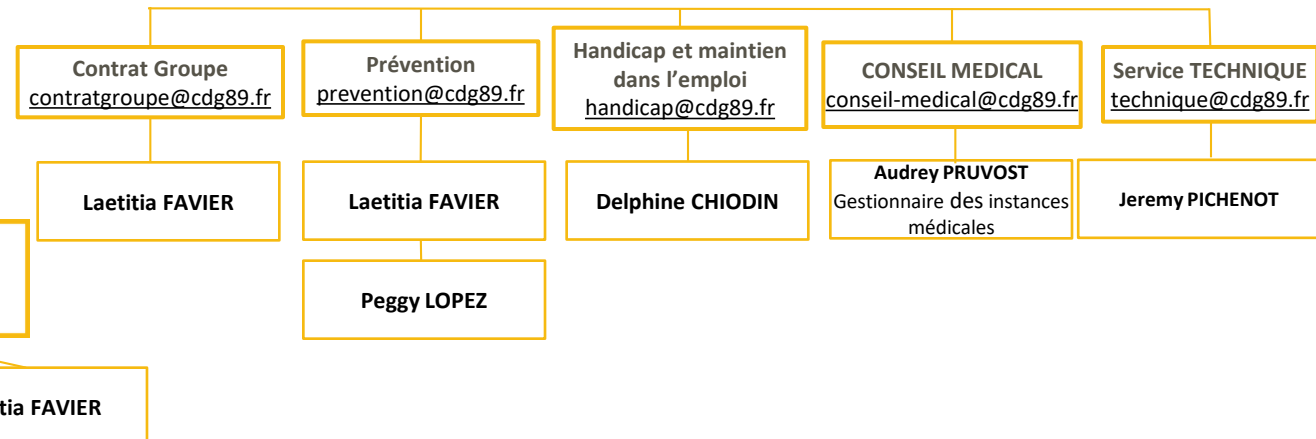 Contrat Groupe
contratgroupe@cdg89.fr
Laetitia FAVIER
Prévention
prevention@cdg89.fr
Laetitia FAVIER
Peggy LOPEZ
Handicap et maintien
dans l’emploi
handicap@cdg89.fr
Delphine CHIODIN
CONSEIL MEDICAL
conseil-medical@cdg89.fr
Audrey PRUVOST
Gestionnaire des instances
médicales
Service TECHNIQUE
technique@cdg89.fr
Jeremy PICHENOT
tia FAVIER